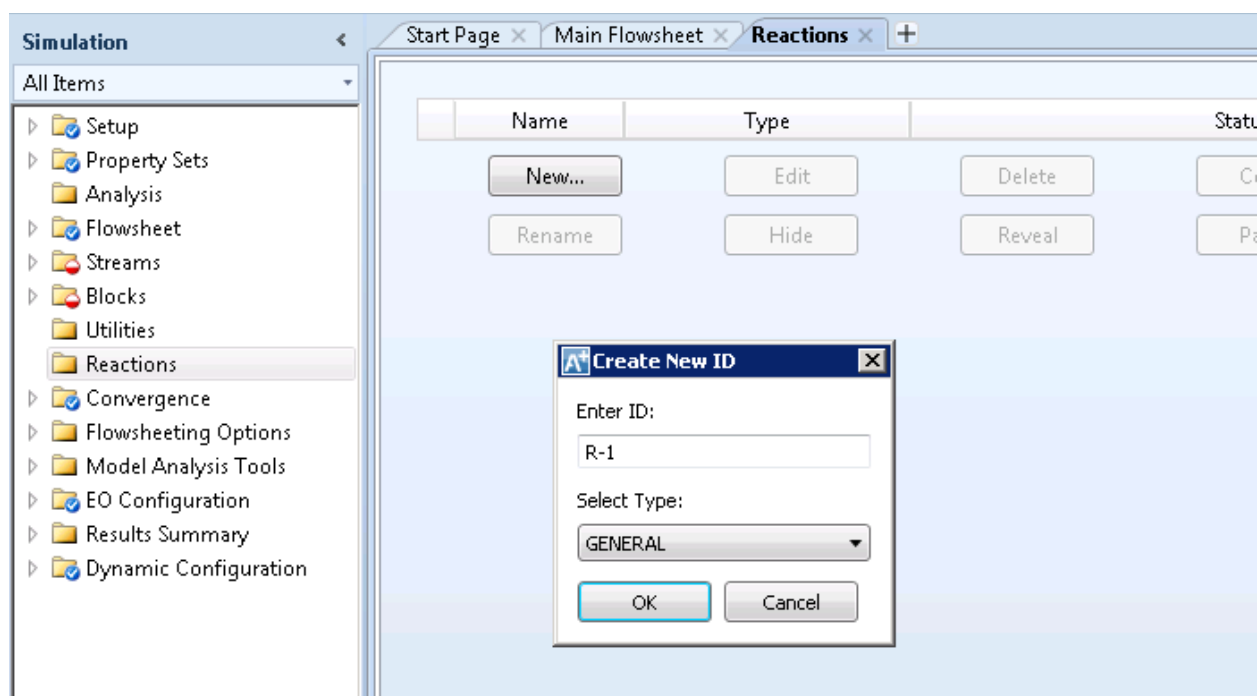 Simulation <
All Items
Setup
Property Sets
Analysis
Flowsheet
Streams
Blocks
Utilities
Reactions
Convergence
Flowsheeting Options
Model Analysis Tools
EO Configuration
Results Summary
Dynamic Configuration
Start Page Main Flowsheet Reactions +
Name Type Statu
New... Edit Delete
Rename Hide Reveal
A+ Create New ID
Enter ID:
R-1
Select Type:
GENERAL
OK Cancel